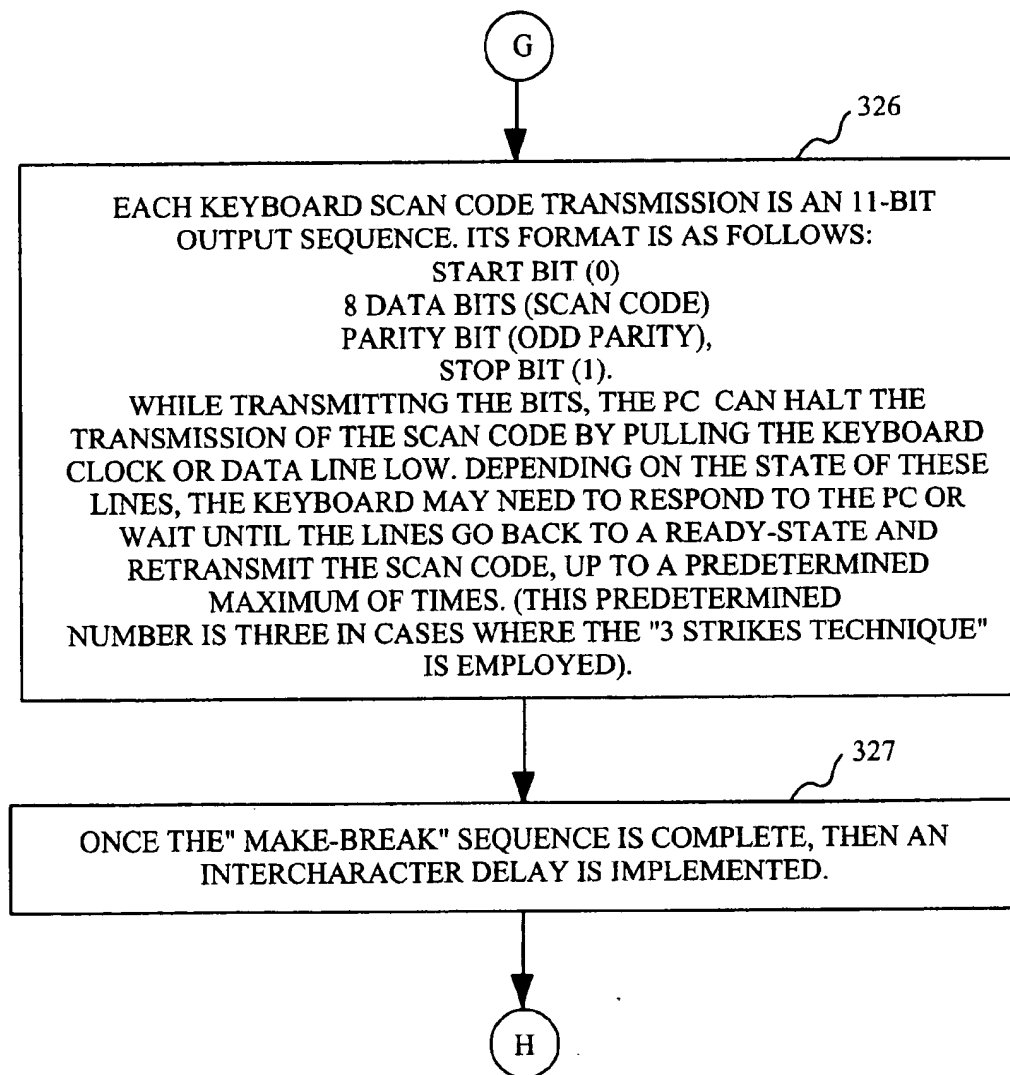 G
326
EACH KEYBOARD SCAN CODE TRANSMISSION IS AN 11-BIT
OUTPUT SEQUENCE. ITS FORMAT IS AS FOLLOWS:
START BIT (0)
8 DATA BITS (SCAN CODE)
PARITY BIT (ODD PARITY),
STOP BIT (1).
WHILE TRANSMITTING THE BITS, THE PC CAN HALT THE
TRANSMISSION OF THE SCAN CODE BY PULLING THE KEYBOARD
CLOCK OR DATA LINE LOW. DEPENDING ON THE STATE OF THESE
LINES, THE KEYBOARD MAY NEED TO RESPOND TO THE PC OR
WAIT UNTIL THE LINES GO BACK TO A READY-STATE AND
RETRANSMIT THE SCAN CODE, UP TO A PREDETERMINED
MAXIMUM OF TIMES. (THIS PREDETERMINED
NUMBER IS THREE IN CASES WHERE THE "3 STRIKES TECHNIQUE"
IS EMPLOYED).
327
ONCE THE" MAKE-BREAK" SEQUENCE IS COMPLETE, THEN AN
INTERCHARACTER DELAY IS IMPLEMENTED.
H